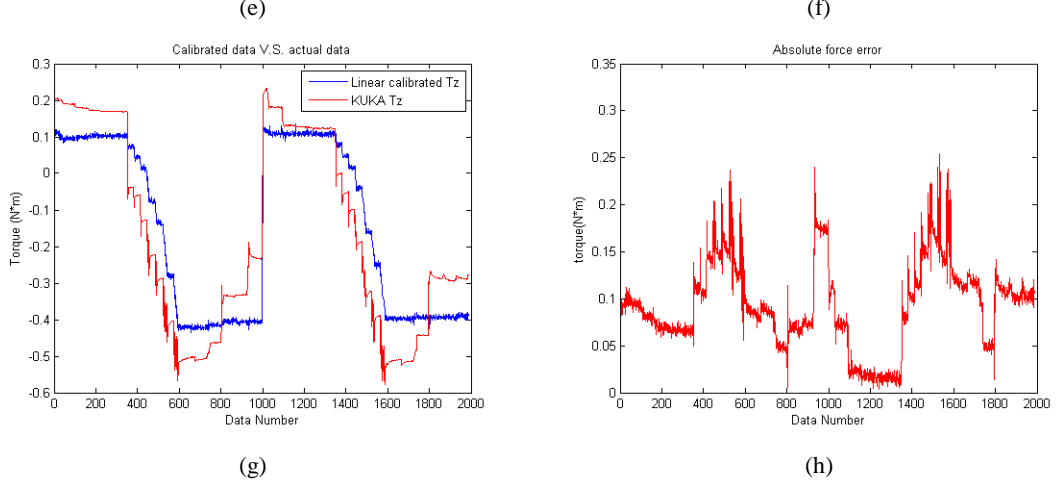 (e)
(f)
Calibrated data V.S. actual data
Linear calibrated Tz
KUKA Tz
Torque (N*m)
0.3
0.2
0.1
0
-0.1
-0.2
-0.3
-0.4
-0.5
-0.6
0 200 400 600 800 1000 1200 1400 1600 1800 2000
Data Number
Absolute force error
torque(N*m)
0.35
0.3
0.25
0.2
0.15
0.1
0.05
0
0 200 400 600 800 1000 1200 1400 1600 1800 2000
Data Number
(g)
(h)